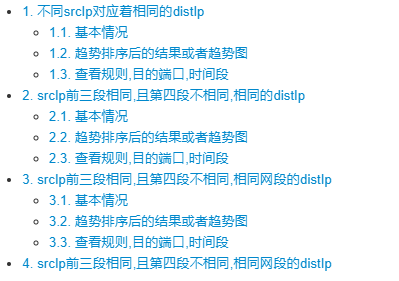 1. 不同srcIp对应着相同的distIp
1.1. 基本情况
1.2. 趋势排序后的结果或者趋势图
1.3. 查看规则,目的端口,时间段
2. srcIp前三段相同,且第四段不相同,相同的distIp
2.1. 基本情况
2.2. 趋势排序后的结果或者趋势图
2.3. 查看规则,目的端口,时间段
3. srcIp前三段相同,且第四段不相同,相同网段的distIp
3.1. 基本情况
3.2. 趋势排序后的结果或者趋势图
3.3. 查看规则,目的端口,时间段
4. srcIp前三段相同,且第四段不相同,相同网段的distIp